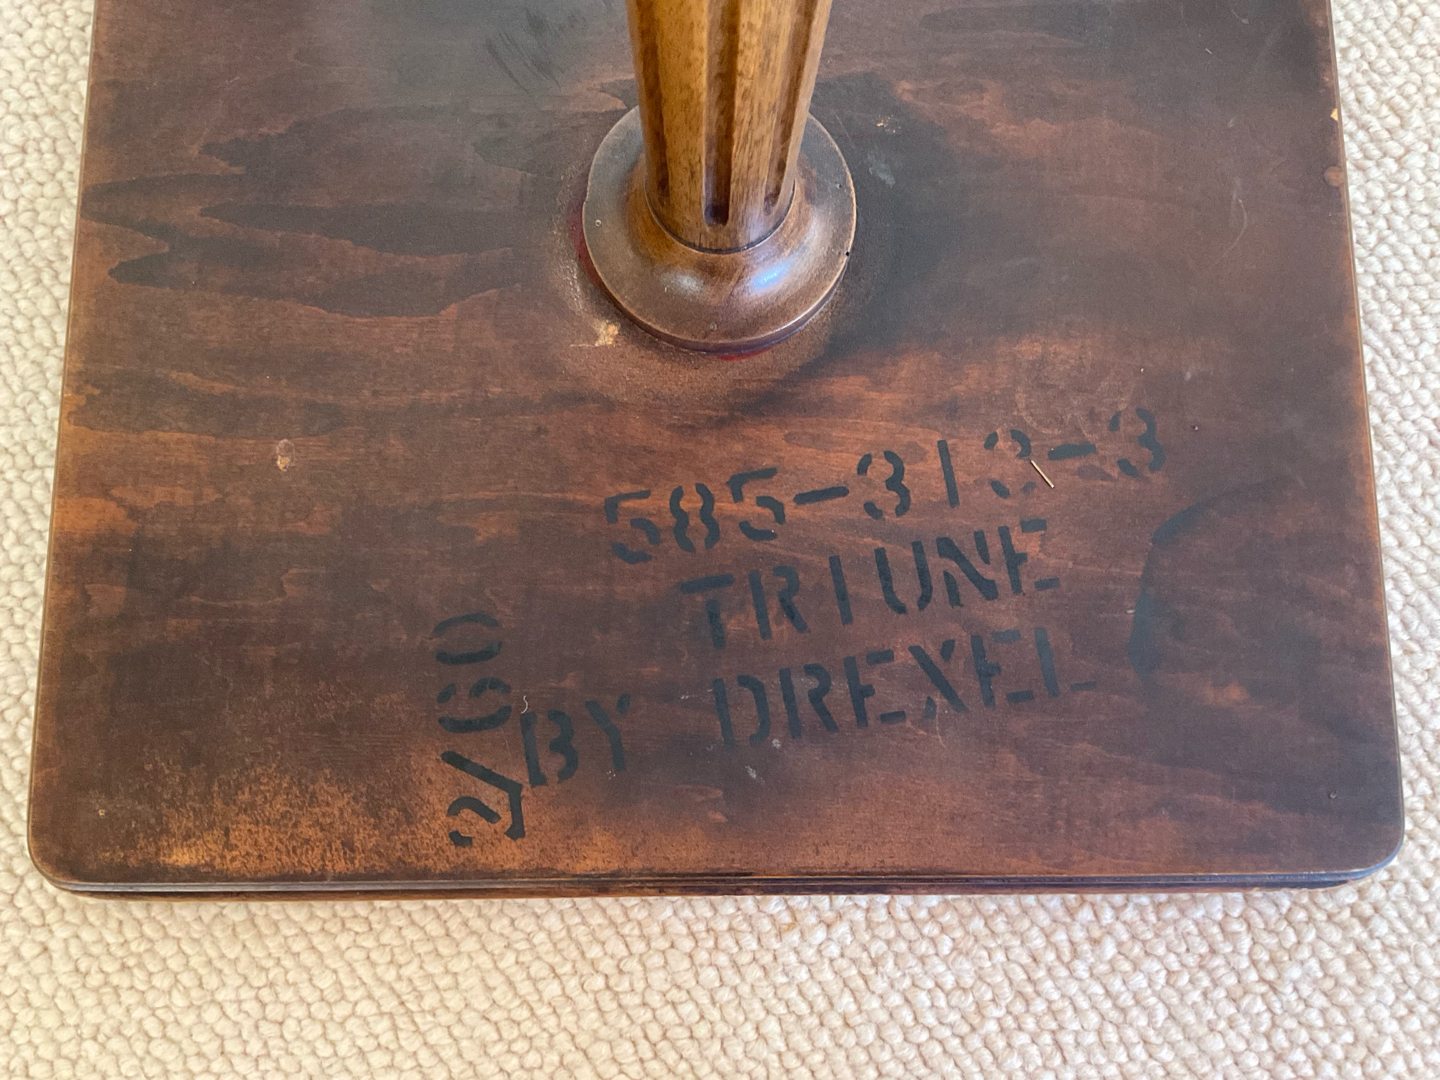 585-313-3
TRIUNE
BY DREXEL
2/60